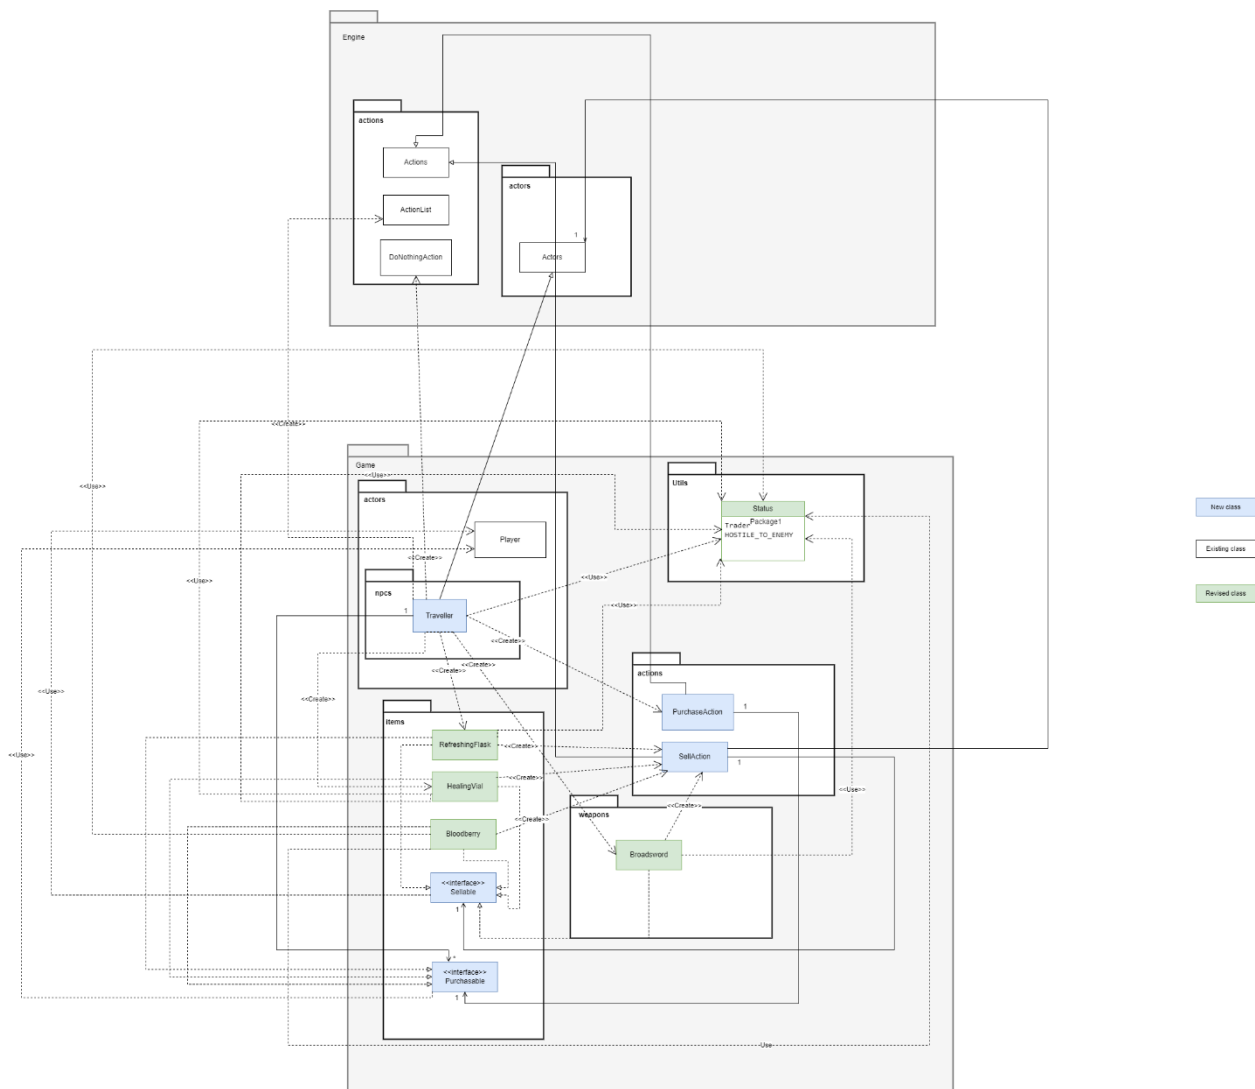 Engine
actions
Actions
actors
ActionList
1
DoNothingAction
Actors
<<Create>>
Game
<<Use>>
<<Use>>
Utils
actors
Status
New class
Package1
Trader
HOSTILE_TO_ENEMY
Player
Existing class
<<Create>>
<<Use>>
npcs
Revised class
<<Use>>
1
Traveller
<<Create>>
<<Use>>
<<Create>>
<<Create>>
actions
<<Create>>
PurchaseAction
1
items
RefreshingFlask
<<Create>>
<<Use>>
SellAction
1
<<Create>>
HealingVial
<<Use>>
<<Create>>
weapons
<<Create>>
Bloodberry
Broadsword
<<interface>>
Sellable
1
*
<<interface>>
Purchasable
1
Use